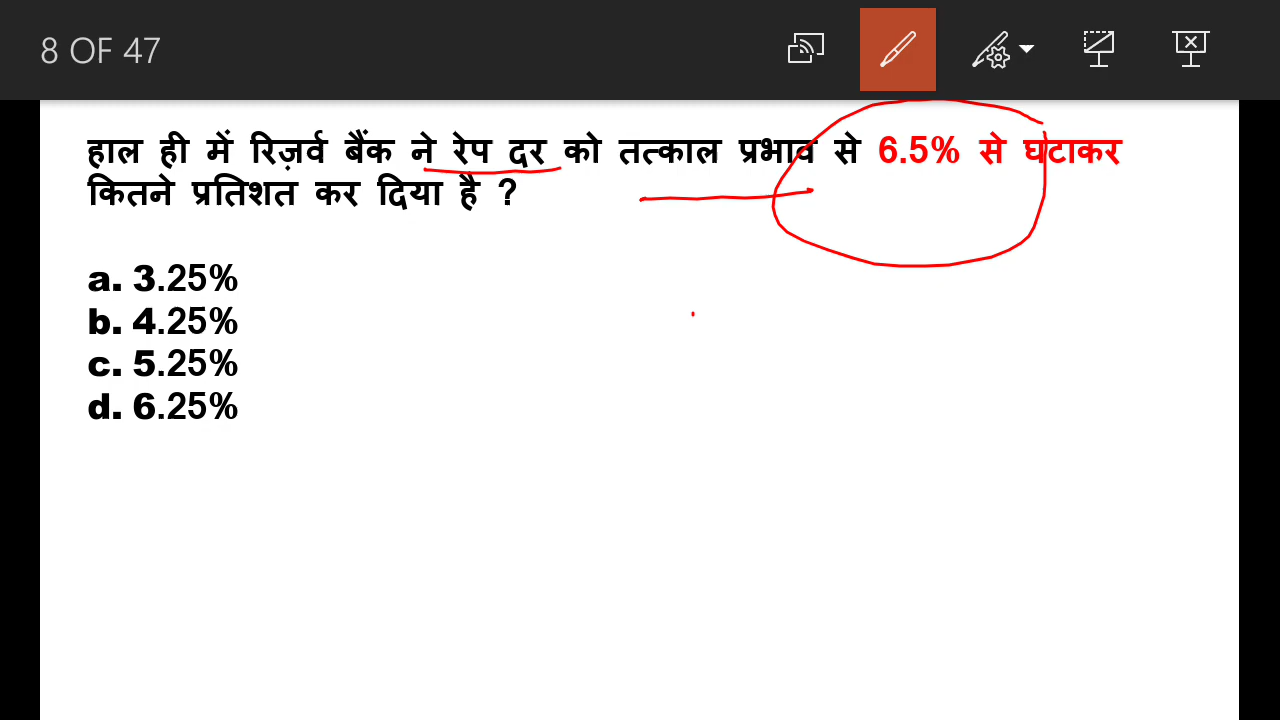 8 OF 47
हाल ही में रिज़र्व बैंक ने रेप दर को तत्काल प्रभाव से 6.5% से घटाकर
कितने प्रतिशत कर दिया है ?
a. 3.25%
b. 4.25%
c. 5.25%
d. 6.25%